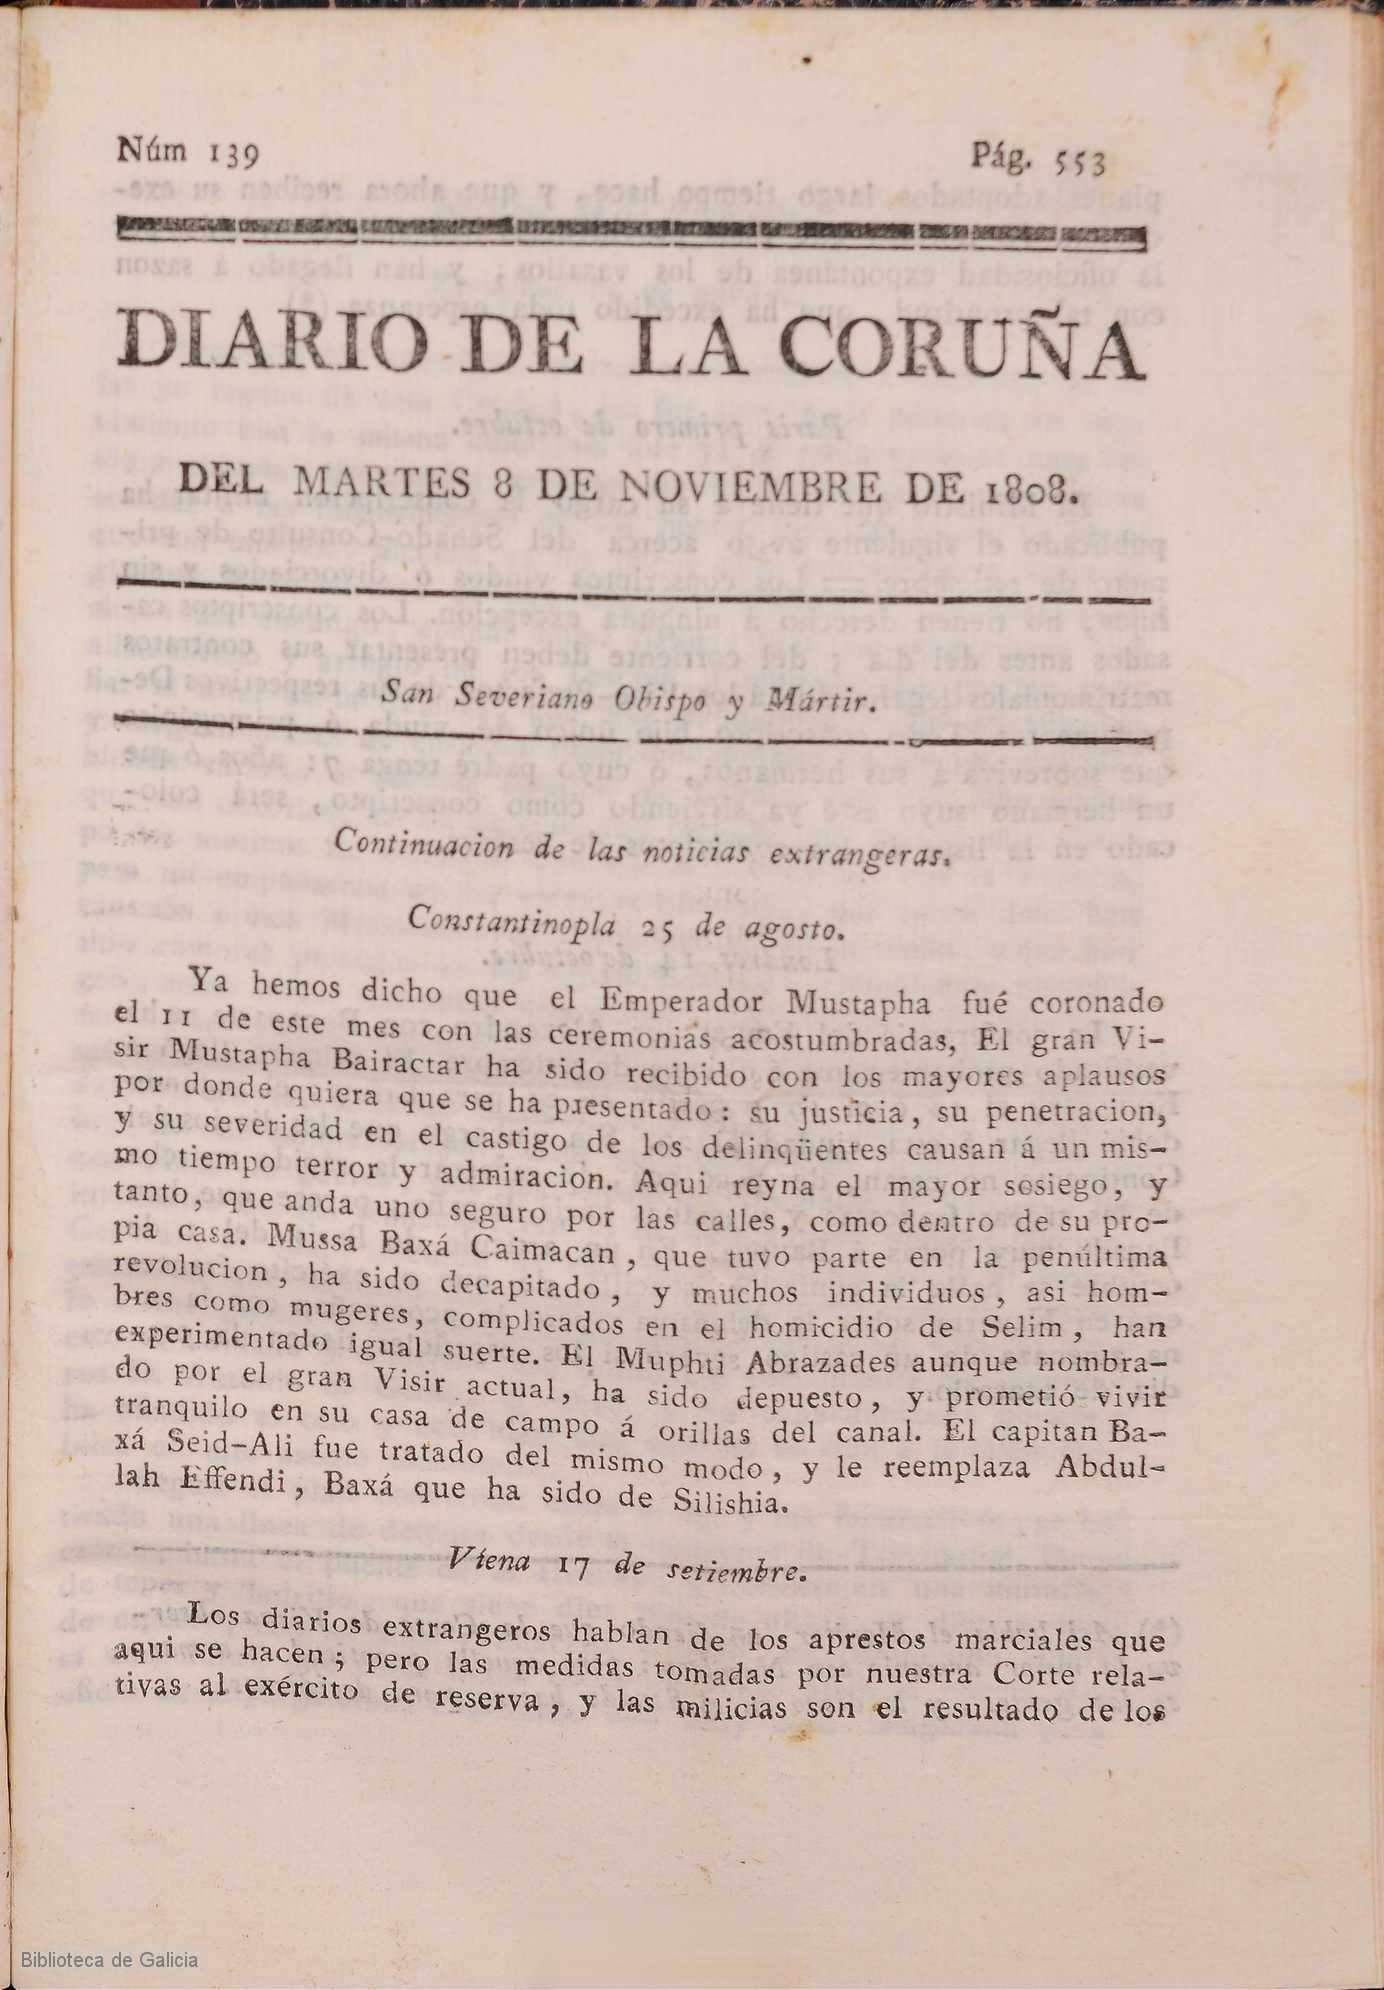 Núm 139 Pág. 553
DIARIO DE LA CORUÑA
DEL MARTES 8 DE NOVIEMBRE DE 1808.
San Severiano Obispo y Mártir.
Continuacion de las noticias extrangeras.
Constantinopla 25 de agosto.
Ya hemos dicho que el Emperador Mustapha fué coronado
el 11 de este mes con las ceremonias acostumbradas, El gran Vi-
sir Mustapha Bairactar ha sido recibido con los mayores aplausos
por donde quiera que se ha presentado: su justicia, su penetracion,
y su severidad en el castigo de los delinqüentes causan á un mis-
mo tiempo terror y admiracion. Aqui reyna el mayor sosiego, y
tanto, que anda uno seguro por las calles, como dentro de su pro-
pia casa. Mussa Baxá Caimacan, que tuvo parte en la penúltima
revolucion, ha sido decapitado, y muchos individuos, asi hom-
bres como mugeres, complicados en el homicidio de Selim, han
experimentado igual suerte. El Muphti Abrazades aunque nombra-
do por el gran Visir actual, ha sido depuesto, y prometió vivir
tranquilo en su casa de campo á orillas del canal. El capitan Ba-
xá Seid-Ali fue tratado del mismo modo, y le reemplaza Abdul-
lah Effendi, Baxá que ha sido de Silishia.
Viena 17 de setiembre.
Los diarios extrangeros hablan de los aprestos marciales que
aqui se hacen; pero las medidas tomadas por nuestra Corte rela-
tivas al exército de reserva, y las milicias son el resultado de los
Biblioteca de Galicia